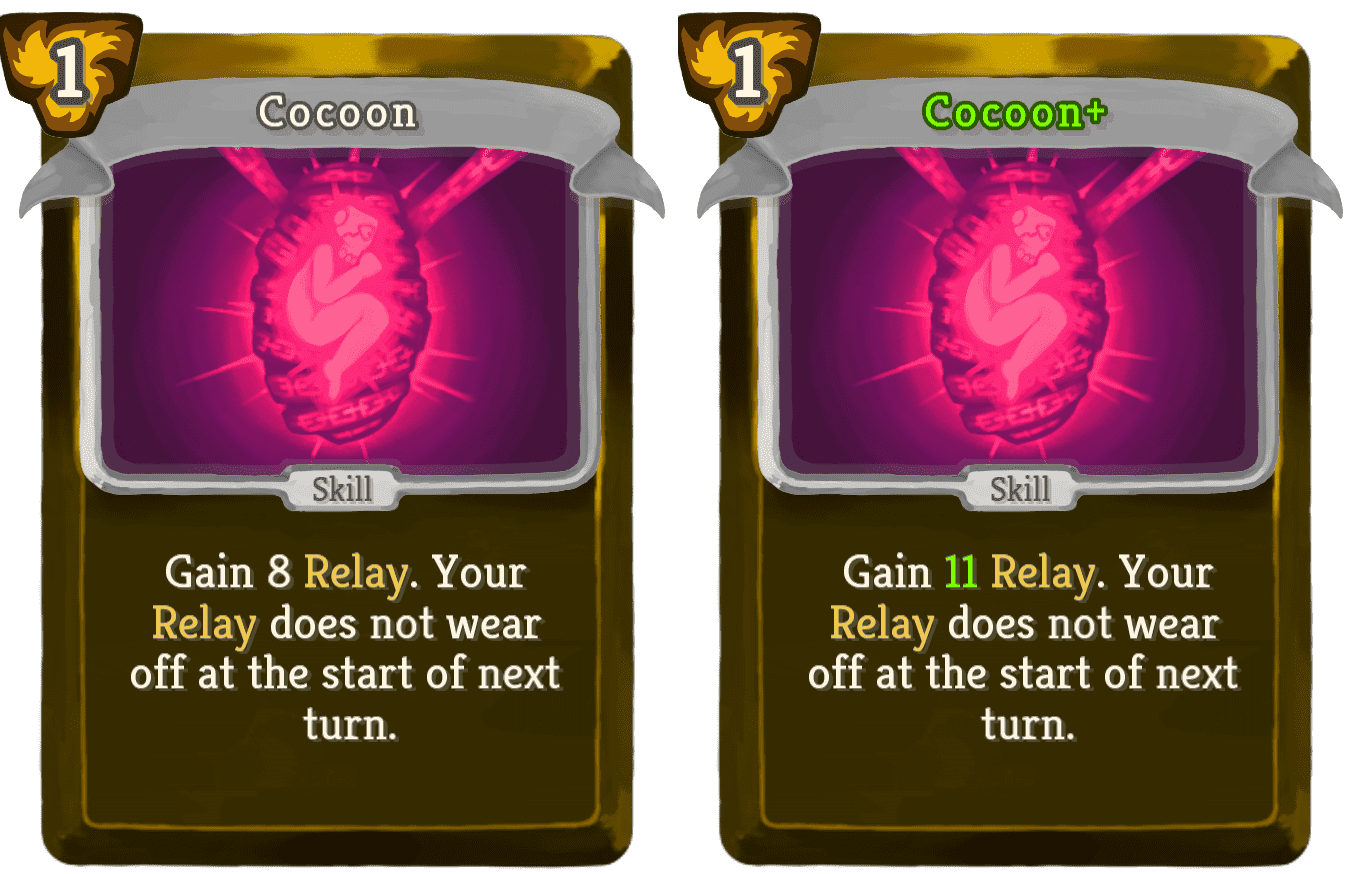 1
Cocoon
Skill
Gain 8 Relay. Your
Relay does not wear
off at the start of next
turn.
1
Cocoon+
Skill
Gain 11 Relay. Your
Relay does not wear
off at the start of next
turn.